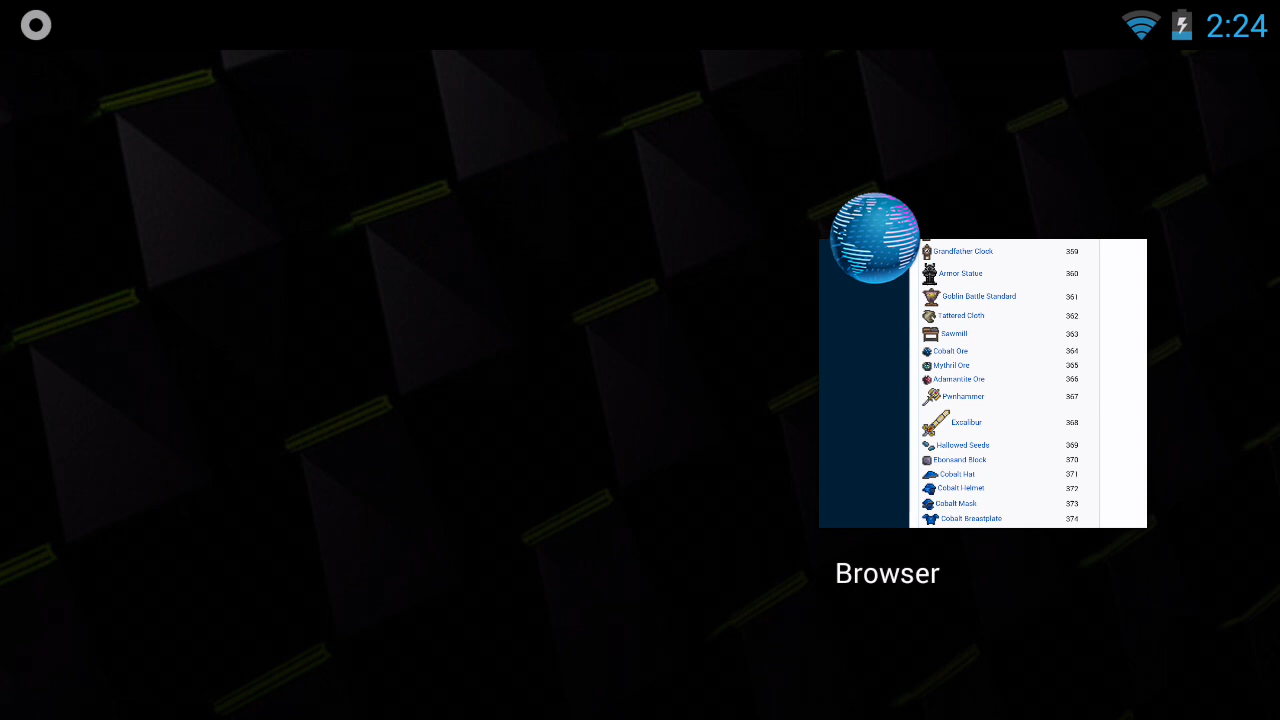 2:24
Grandfather Clock 359
Armor Statue 360
Goblin Battle Standard 361
Tattered Cloth 362
Sawmill 363
Cobalt Ore 364
Mythril Ore 365
Adamantite Ore 366
Pwnhammer 367
Excalibur 368
Hallowed Seeds 369
Ebonsand Block 370
Cobalt Hat 371
Cobalt Helmet 372
Cobalt Mask 373
Cobalt Breastplate 374
Browser